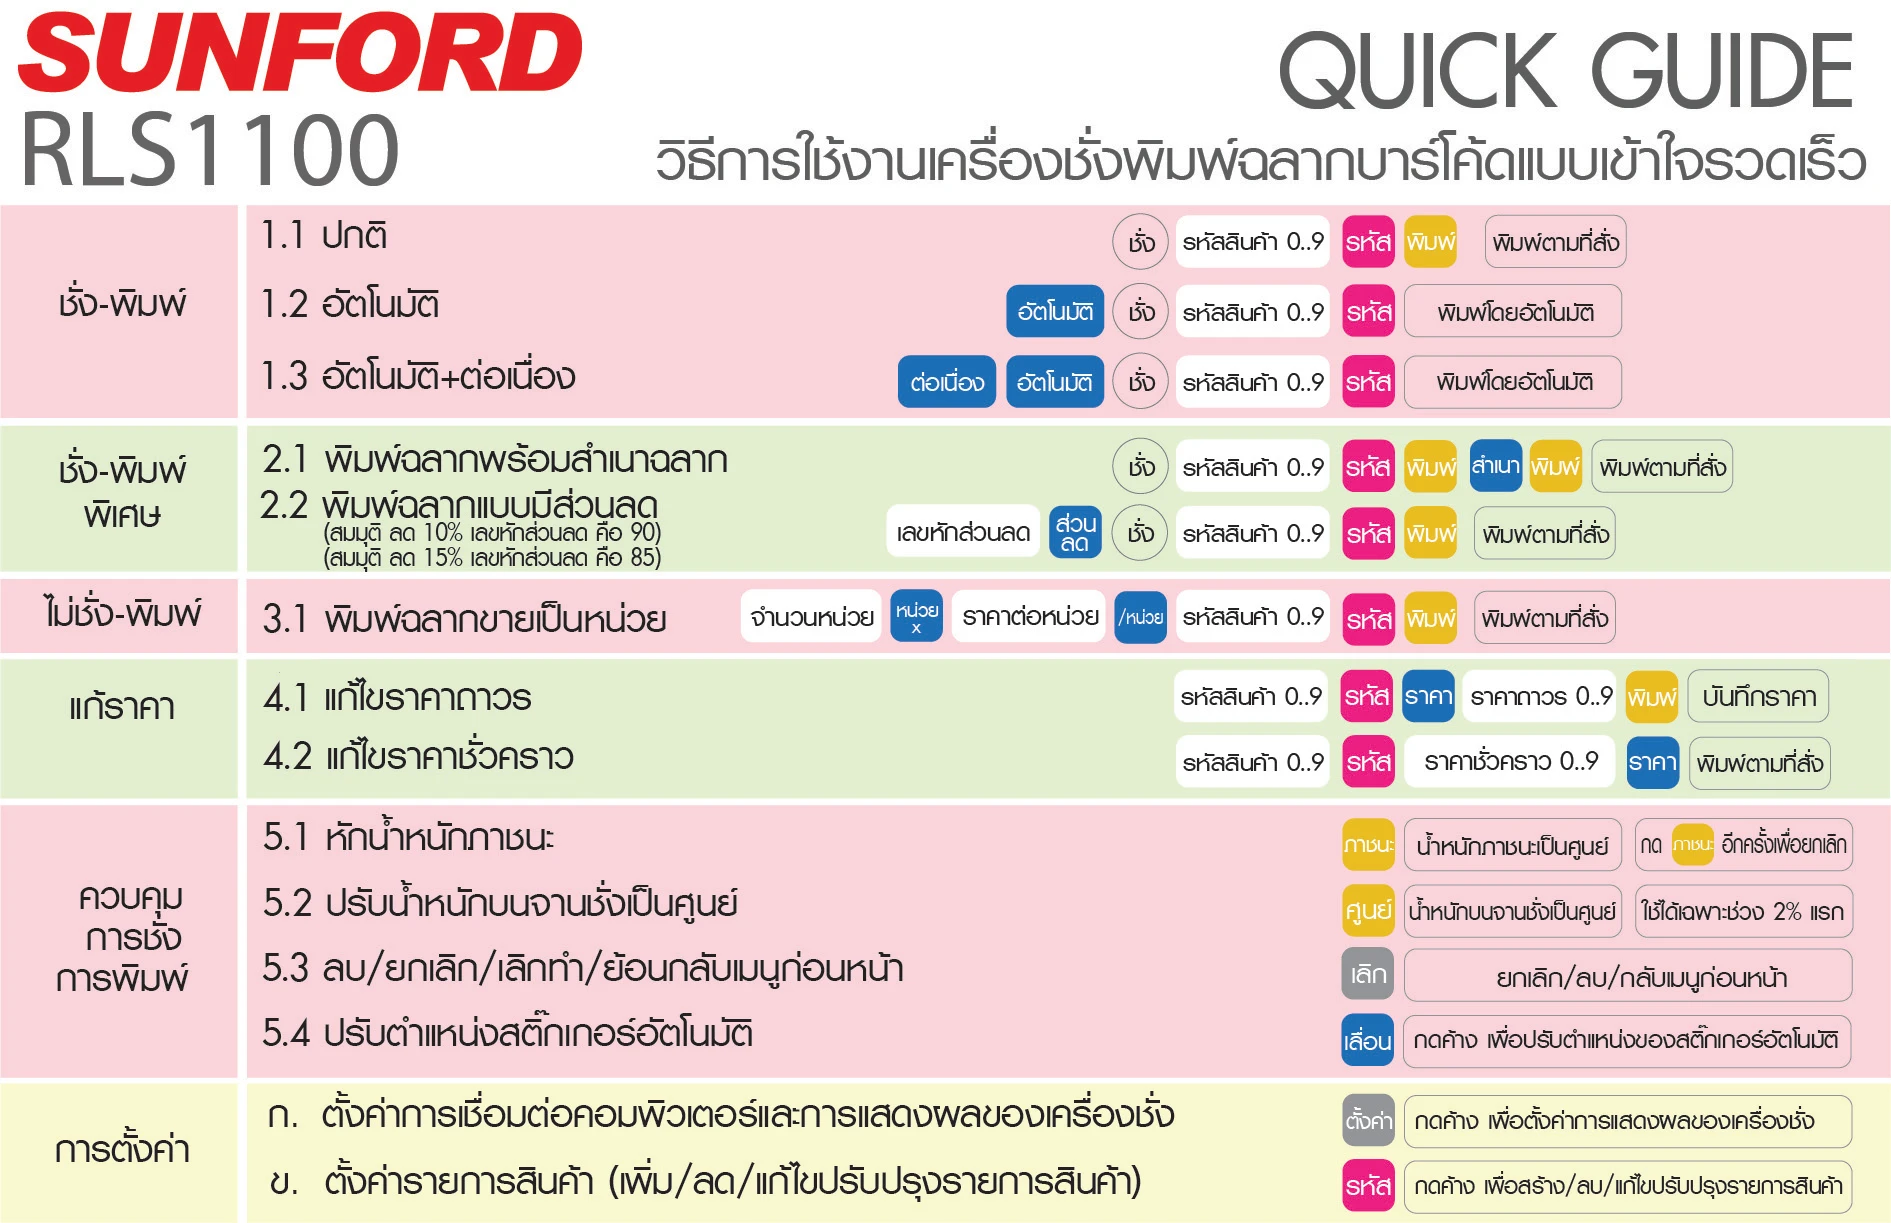 SUNFORD
QUICK GUIDE
RLS1100
วิธีการใช้งานเครื่องชั่งพิมพ์ฉลากบาร์โค้ดแบบเข้าใจรวดเร็ว
ชั่ง-พิมพ์
1.1 ปกติ ชั่ง รหัสสินค้า 0..9 รหัส พิมพ์ พิมพ์ตามที่สั่ง
1.2 อัตโนมัติ อัตโนมัติ ชั่ง รหัสสินค้า 0..9 รหัส พิมพ์โดยอัตโนมัติ
1.3 อัตโนมัติ+ต่อเนื่อง ต่อเนื่อง อัตโนมัติ ชั่ง รหัสสินค้า 0..9 รหัส พิมพ์โดยอัตโนมัติ
ชั่ง-พิมพ์
พิเศษ
2.1 พิมพ์ฉลากพร้อมสำเนาฉลาก ชั่ง รหัสสินค้า 0..9 รหัส พิมพ์ สำเนา พิมพ์ พิมพ์ตามที่สั่ง
2.2 พิมพ์ฉลากแบบมีส่วนลด เลขหักส่วนลด ส่วนลด ชั่ง รหัสสินค้า 0..9 รหัส พิมพ์ พิมพ์ตามที่สั่ง
(สมมุติ ลด 10% เลขหักส่วนลด คือ 90)
(สมมุติ ลด 15% เลขหักส่วนลด คือ 85)
ไม่ชั่ง-พิมพ์
3.1 พิมพ์ฉลากขายเป็นหน่วย จำนวนหน่วย หน่วย x ราคาต่อหน่วย /หน่วย รหัสสินค้า 0..9 รหัส พิมพ์ พิมพ์ตามที่สั่ง
แก้ราคา
4.1 แก้ไขราคาถาวร รหัสสินค้า 0..9 รหัส ราคา ราคาถาวร 0..9 พิมพ์ บันทึกราคา
4.2 แก้ไขราคาชั่วคราว รหัสสินค้า 0..9 รหัส ราคาชั่วคราว 0..9 ราคา พิมพ์ตามที่สั่ง
ควบคุม
การชั่ง
การพิมพ์
5.1 หักน้ำหนักภาชนะ ภาชนะ น้ำหนักภาชนะเป็นศูนย์ กด ภาชนะ อีกครั้งเพื่อยกเลิก
5.2 ปรับน้ำหนักบนจานชั่งเป็นศูนย์ ศูนย์ น้ำหนักบนจานชั่งเป็นศูนย์ ใช้ได้เฉพาะช่วง 2% แรก
5.3 ลบ/ยกเลิก/เลิกทำ/ย้อนกลับเมนูก่อนหน้า เลิก ยกเลิก/ลบ/กลับเมนูก่อนหน้า
5.4 ปรับตำแหน่งสติ๊กเกอร์อัตโนมัติ เลื่อน กดค้าง เพื่อปรับตำแหน่งของสติ๊กเกอร์อัตโนมัติ
การตั้งค่า
ก. ตั้งค่าการเชื่อมต่อคอมพิวเตอร์และการแสดงผลของเครื่องชั่ง ตั้งค่า กดค้าง เพื่อตั้งค่าการแสดงผลของเครื่องชั่ง
ข. ตั้งค่ารายการสินค้า (เพิ่ม/ลด/แก้ไขปรับปรุงรายการสินค้า) รหัส กดค้าง เพื่อสร้าง/ลบ/แก้ไขปรับปรุงรายการสินค้า